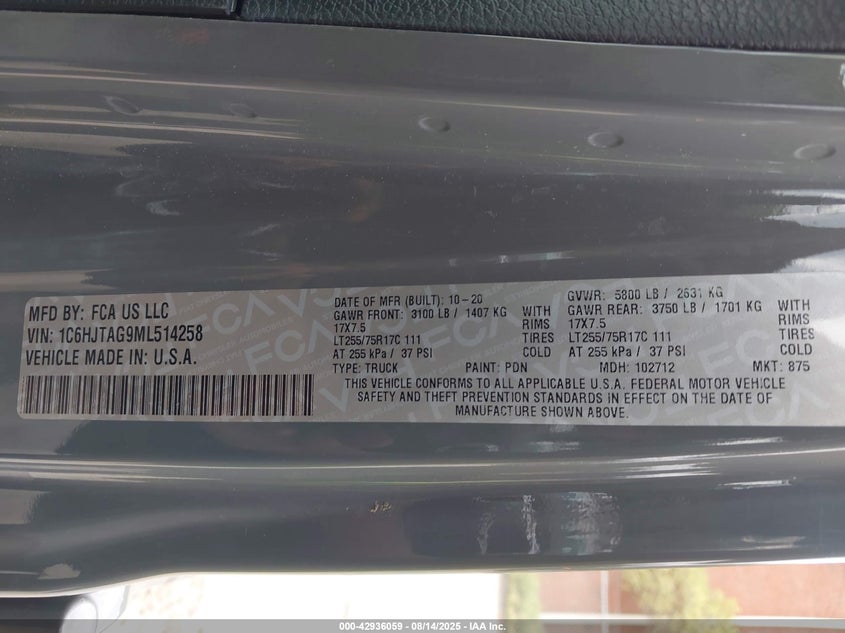 MFD BY: FCA US LLC
VIN: 1C6HJTAG9ML514258
VEHICLE MADE IN: U.S.A.
DATE OF MFR (BUILT): 10-20
GAWR FRONT: 3100 LB / 1407 KG WITH
17X7.5 RIMS
LT255/75R17C 111 TIRES
AT 255 kPa / 37 PSI COLD
GVWR: 5800 LB / 2631 KG
GAWR REAR: 3750 LB / 1701 KG WITH
17X7.5 RIMS
LT255/75R17C 111 TIRES
AT 255 kPa / 37 PSI COLD
TYPE: TRUCK PAINT: PDN MDH: 102712 MKT: 875
THIS VEHICLE CONFORMS TO ALL APPLICABLE U.S.A. FEDERAL MOTOR VEHICLE
SAFETY AND THEFT PREVENTION STANDARDS IN EFFECT ON THE DATE OF
MANUFACTURE SHOWN ABOVE.
000-42936059 - 08/14/2025 - IAA Inc.